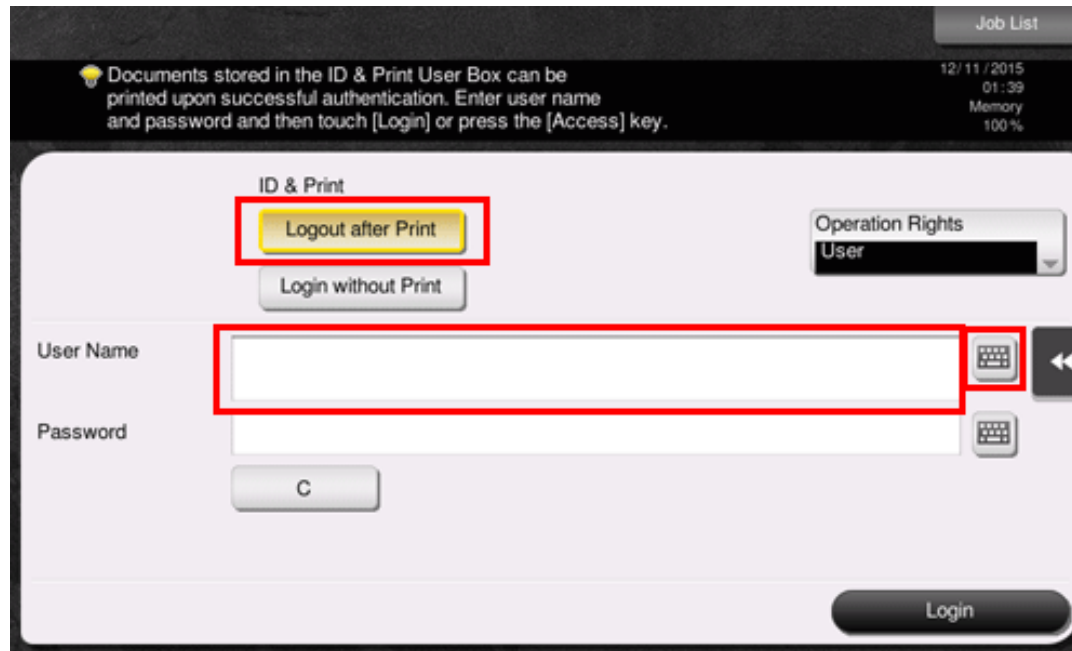 Job List
Documents stored in the ID & Print User Box can be
printed upon successful authentication. Enter user name
and password and then touch [Login] or press the [Access] key.
12/11/2015
01:39
Memory
100%
ID & Print
Logout after Print
Login without Print
Operation Rights
User
User Name
Password
C
Login